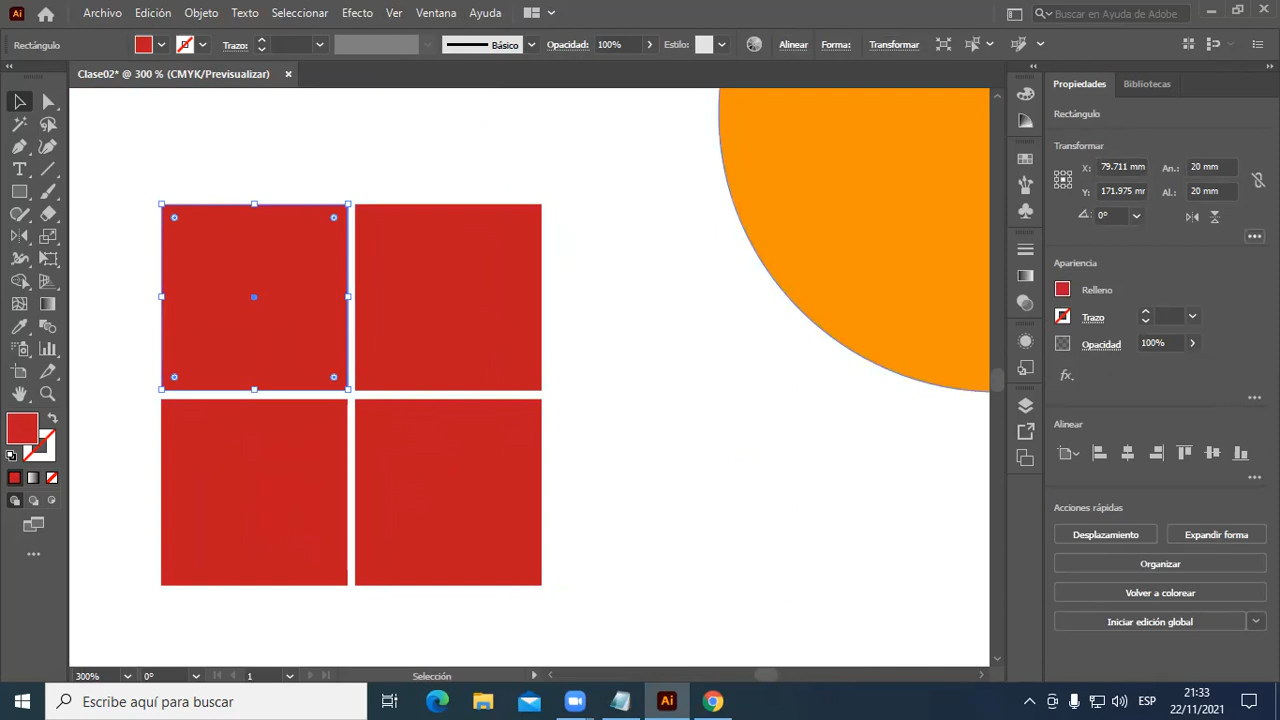 Ai Archivo Edición Objeto Texto Seleccionar Efecto Ver Ventana Ayuda Buscar en Ayuda de Adobe
Rectángulo Trazo: Básico Opacidad: 100% Estilo: Alinear Forma: Transformar
Clase02* @ 300 % (CMYK/Previsualizar)
Propiedades Bibliotecas
Rectángulo
Transformar
X: 79.711 mm An.: 20 mm
Y: 171.975 mm Al.: 20 mm
0°
Apariencia
Relleno
Trazo
Opacidad 100%
fx.
Alinear
Acciones rápidas
Desplazamiento Expandir forma
Organizar
Volver a colorear
Iniciar edición global
300% 0° 1 Selección
Escribe aquí para buscar Ai ESP 21:33
22/11/2021